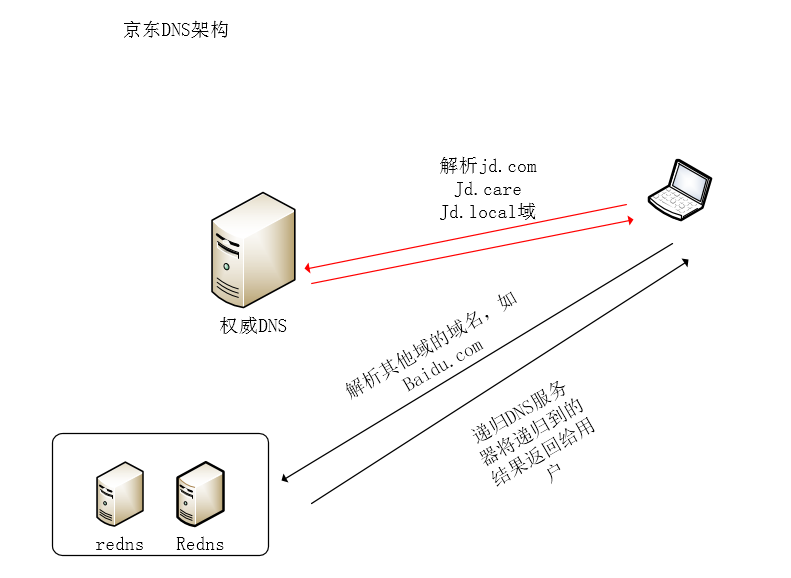 京东DNS架构
解析jd.com
Jd.care
Jd.local域
权威DNS
解析其他域的域名，如
Baidu.com
递归DNS服务
器将递归到的
结果返回给用
户
redns
Redns